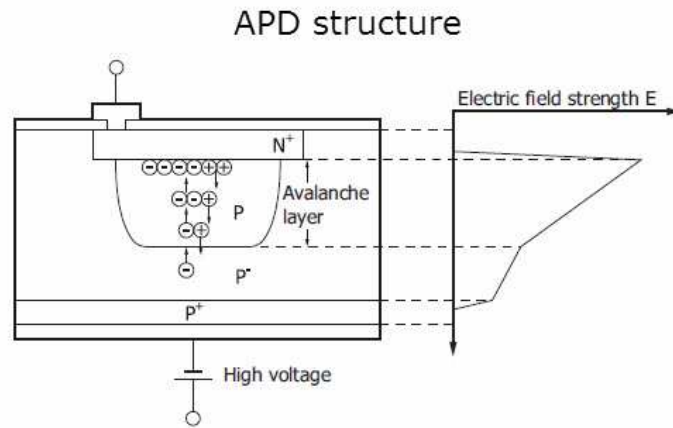 APD structure
Electric field strength E
N+
Avalanche
layer
P
P-
P+
High voltage